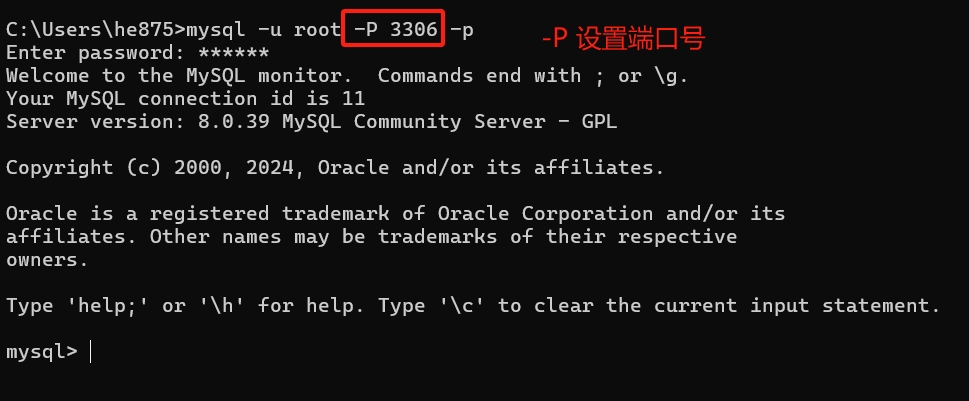 C:\Users\he875>mysql -u root -P 3306 -p
-P 设置端口号
Enter password: ******
Welcome to the MySQL monitor.  Commands end with ; or \g.
Your MySQL connection id is 11
Server version: 8.0.39 MySQL Community Server - GPL
Copyright (c) 2000, 2024, Oracle and/or its affiliates.
Oracle is a registered trademark of Oracle Corporation and/or its
affiliates. Other names may be trademarks of their respective
owners.
Type 'help;' or '\h' for help. Type '\c' to clear the current input statement.
mysql>